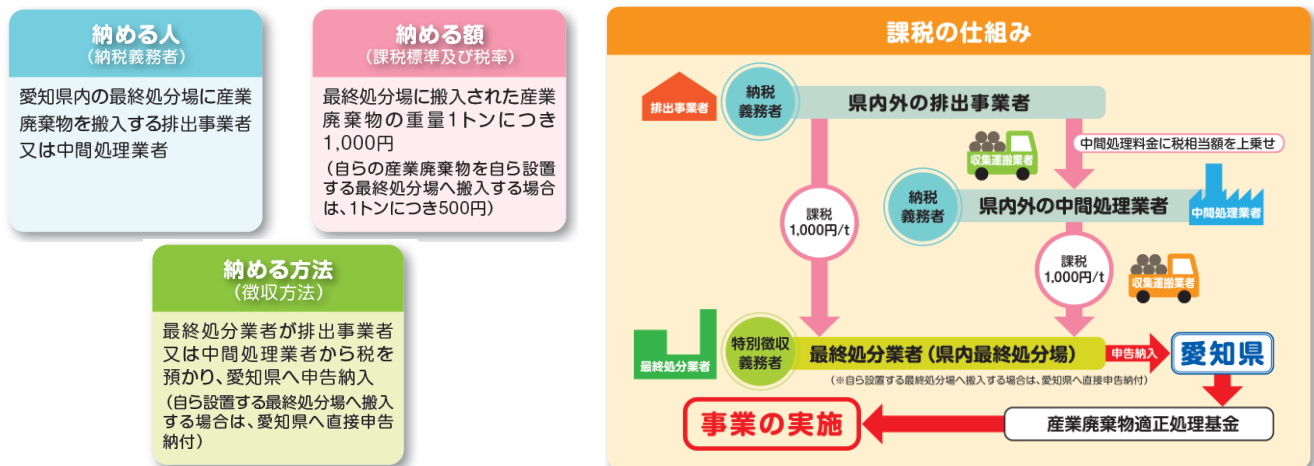 納める人
(納税義務者)
愛知県内の最終処分場に産業
廃棄物を搬入する排出事業者
又は中間処理業者
納める額
(課税標準及び税率)
最終処分場に搬入された産業
廃棄物の重量1トンにつき
1,000円
(自らの産業廃棄物を自ら設置
する最終処分場へ搬入する場合
は、1トンにつき500円)
納める方法
(徴収方法)
最終処分業者が排出事業者
又は中間処理業者から税を
預かり、愛知県へ申告納入
(自ら設置する最終処分場へ搬入
する場合は、愛知県へ直接申告
納付)
課税の仕組み
排出事業者
納税
義務者
県内外の排出事業者
収集運搬業者
中間処理料金に税相当額を上乗せ
納税
義務者
県内外の中間処理業者
中間処理業者
課税
1,000円/t
課税
1,000円/t
収集運搬業者
最終処分業者
特別徴収
義務者
最終処分業者(県内最終処分場)
申告納入
愛知県
(※自ら設置する最終処分場へ搬入する場合は、愛知県へ直接申告納付)
事業の実施
産業廃棄物適正処理基金